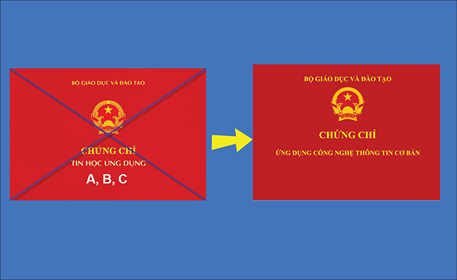 BỘ GIÁO DỤC VÀ ĐÀO TẠO
CHỨNG CHỈ
TIN HỌC ỨNG DỤNG
A, B, C
BỘ GIÁO DỤC VÀ ĐÀO TẠO
CHỨNG CHỈ
ỨNG DỤNG CÔNG NGHỆ THÔNG TIN CƠ BẢN